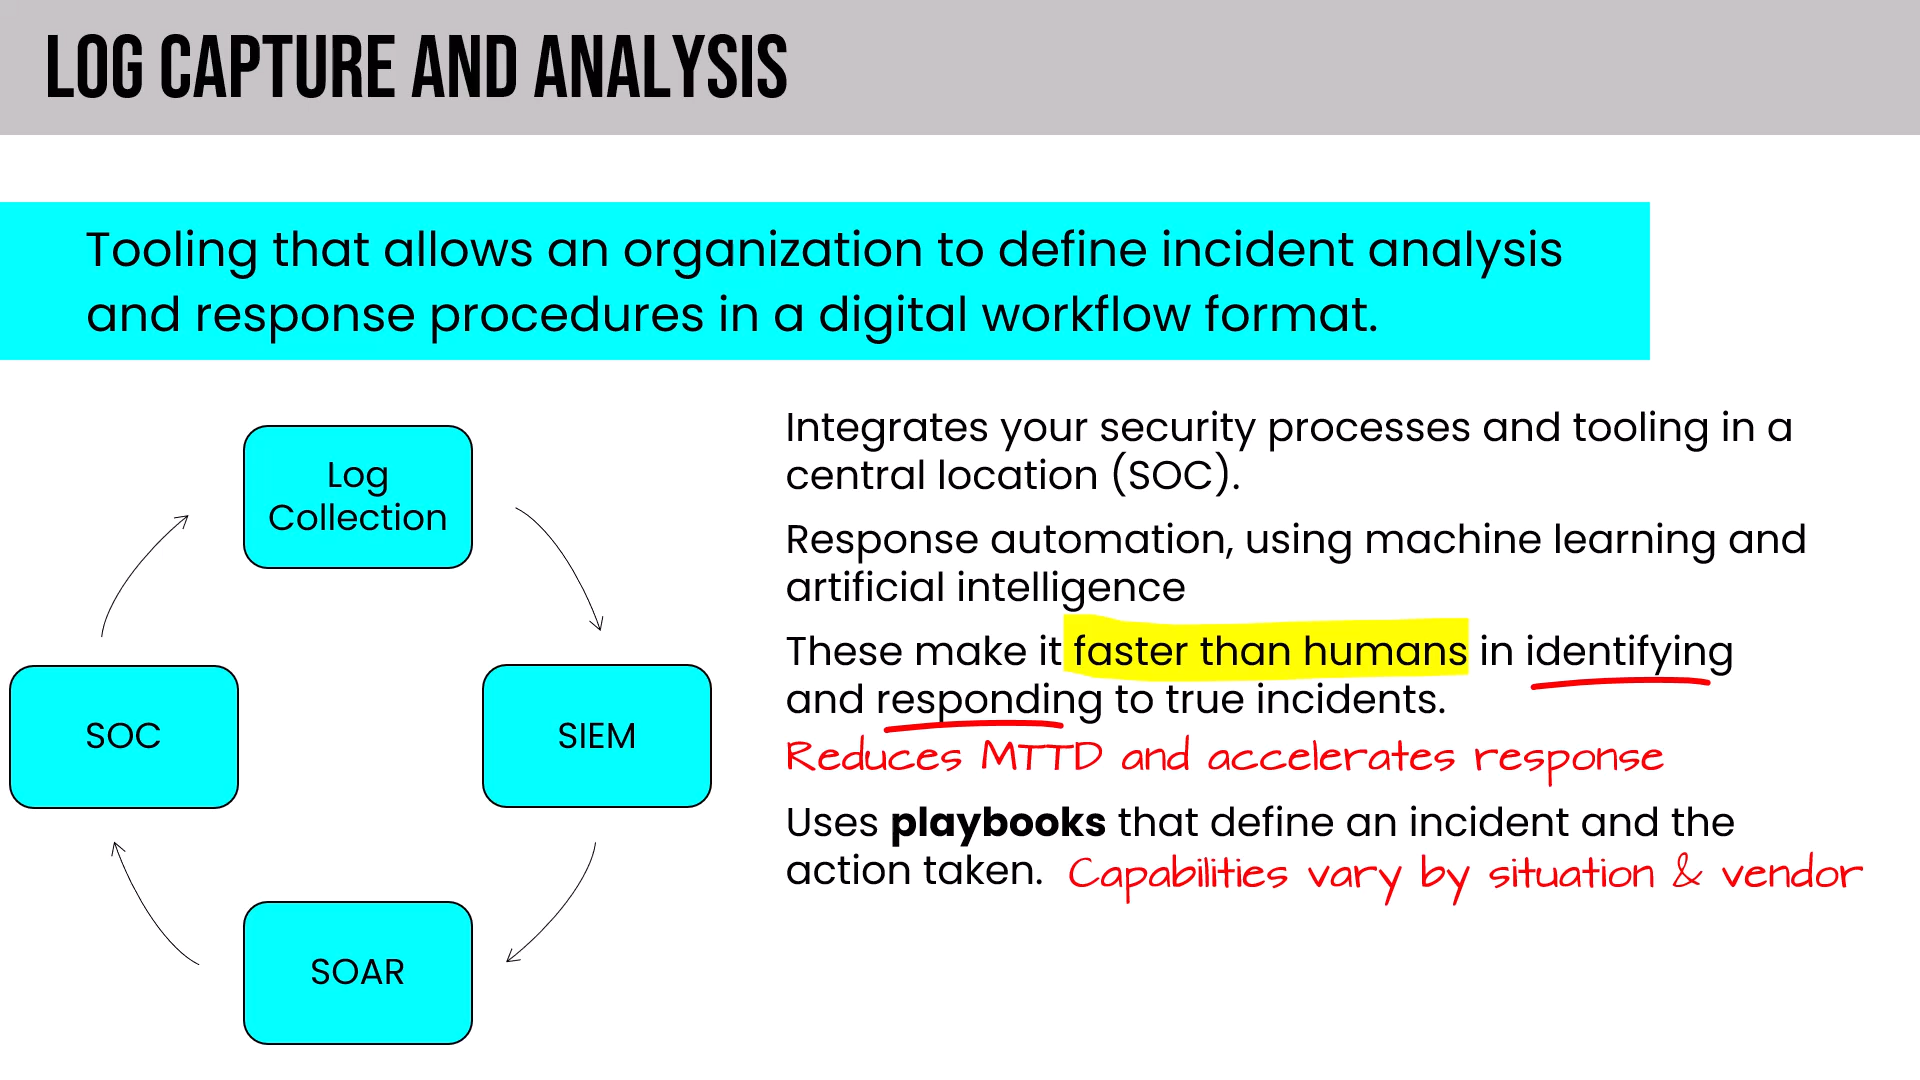 LOG CAPTURE AND ANALYSIS
Tooling that allows an organization to define incident analysis
and response procedures in a digital workflow format.
Log
Collection
SOC
SIEM
SOAR
Integrates your security processes and tooling in a
central location (SOC).
Response automation, using machine learning and
artificial intelligence
These make it faster than humans in identifying
and responding to true incidents.
Reduces MTTD and accelerates response
Uses playbooks that define an incident and the
action taken. Capabilities vary by situation & vendor